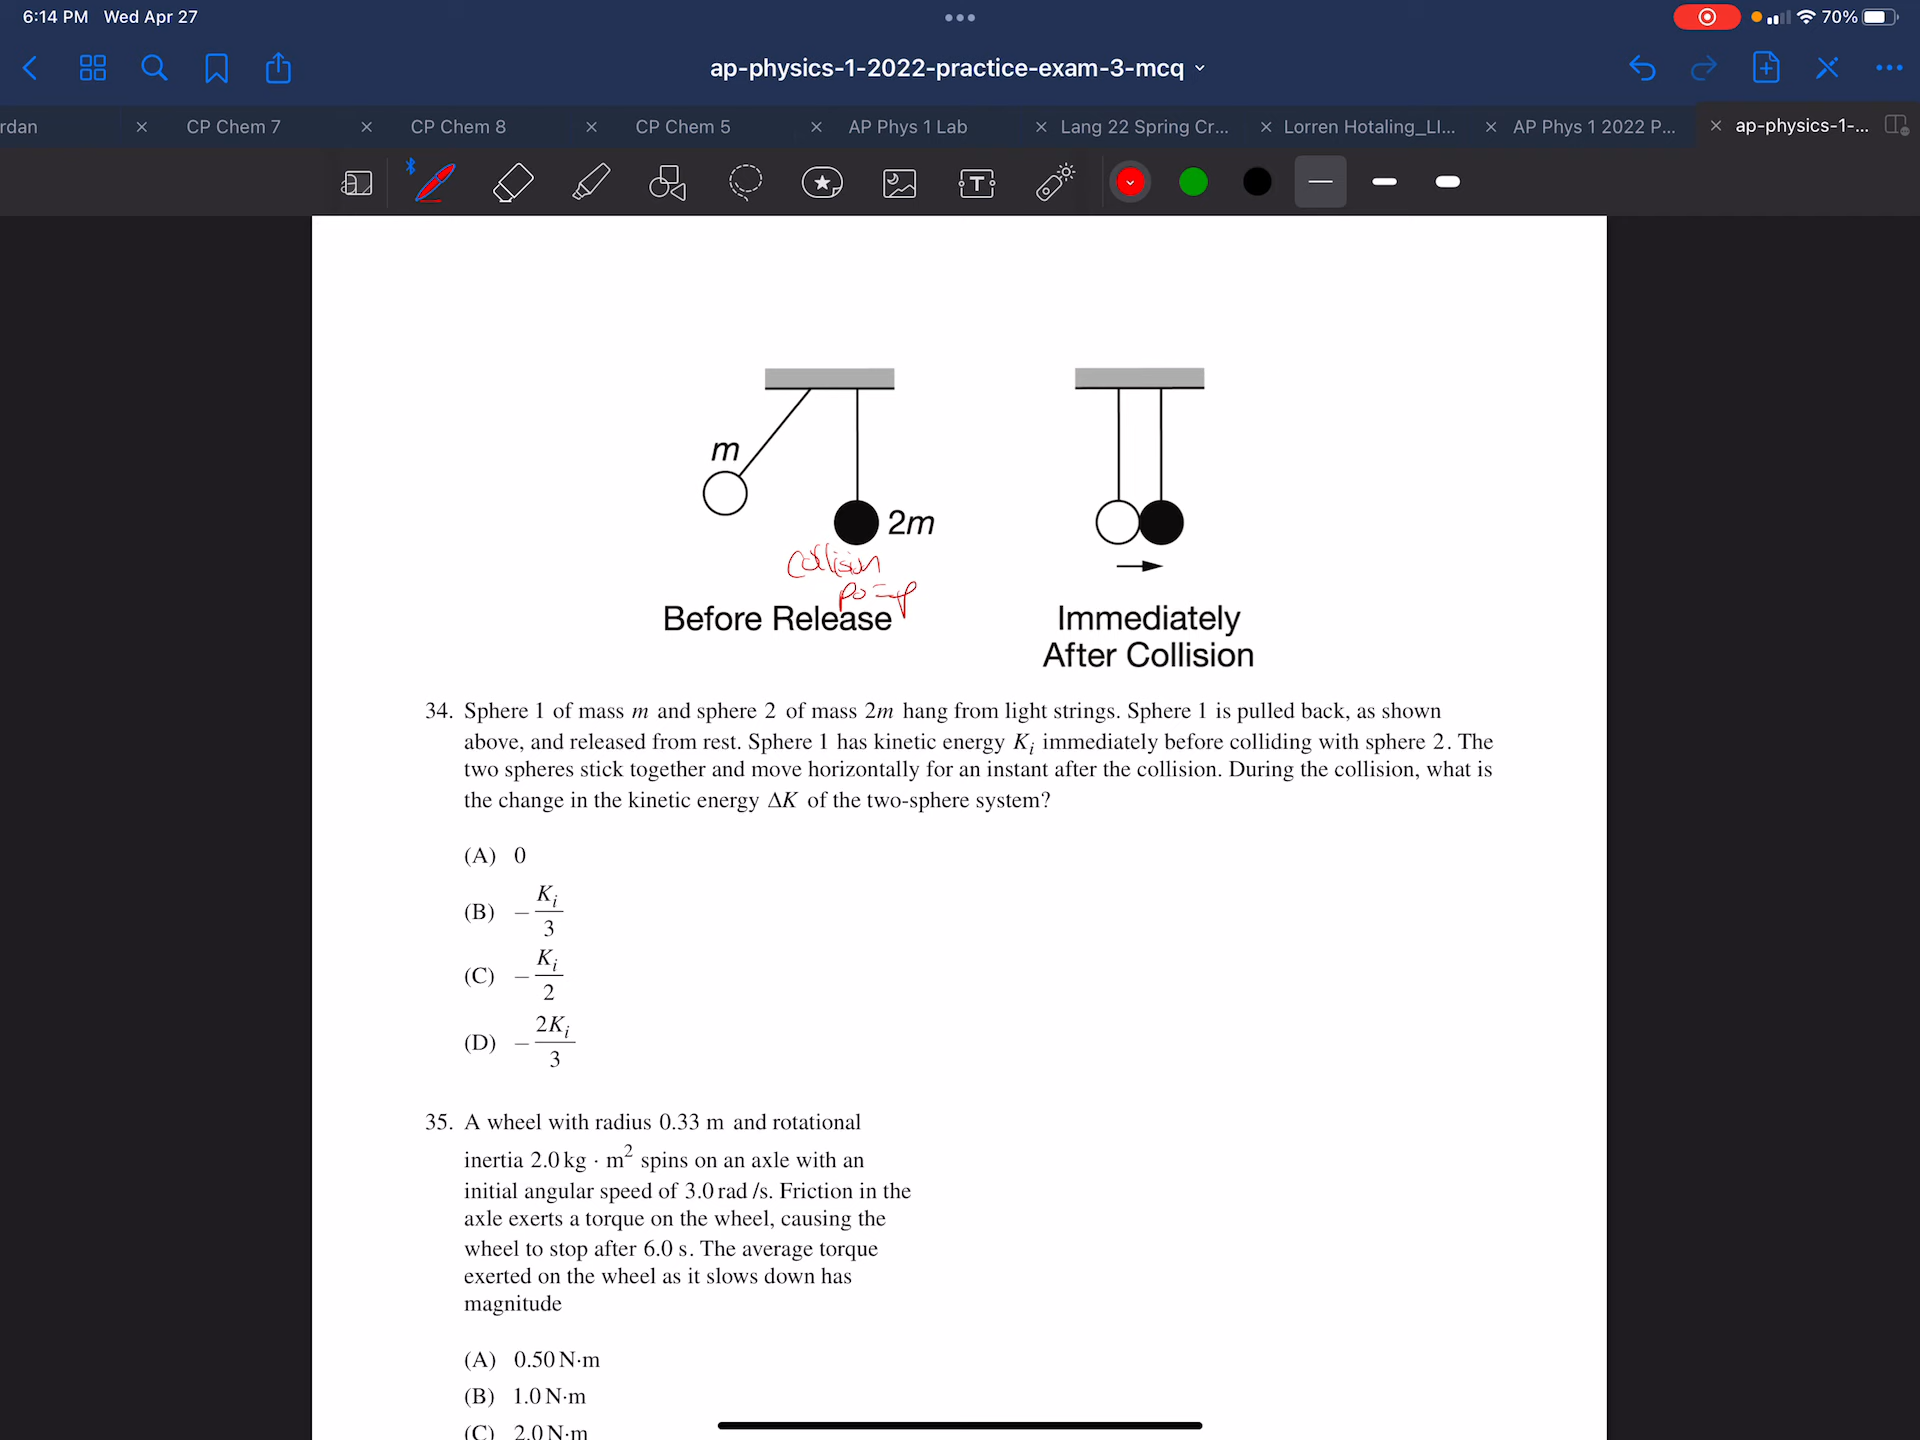 6:14 PM Wed Apr 27
70%
ap-physics-1-2022-practice-exam-3-mcq
rdan
CP Chem 7
CP Chem 8
CP Chem 5
AP Phys 1 Lab
Lang 22 Spring Cr...
Lorren Hotaling_LI...
AP Phys 1 2022 P...
ap-physics-1-...
m
2m
Collision
Before Release
Immediately
After Collision
34. Sphere 1 of mass m and sphere 2 of mass 2m hang from light strings. Sphere 1 is pulled back, as shown
above, and released from rest. Sphere 1 has kinetic energy Kᵢ immediately before colliding with sphere 2. The
two spheres stick together and move horizontally for an instant after the collision. During the collision, what is
the change in the kinetic energy ΔK of the two-sphere system?
(A) 0
(B) −Kᵢ/3
(C) −Kᵢ/2
(D) −2Kᵢ/3
35. A wheel with radius 0.33 m and rotational
inertia 2.0 kg · m² spins on an axle with an
initial angular speed of 3.0 rad /s. Friction in the
axle exerts a torque on the wheel, causing the
wheel to stop after 6.0 s. The average torque
exerted on the wheel as it slows down has
magnitude
(A) 0.50 N·m
(B) 1.0 N·m
(C) 2.0 N·m